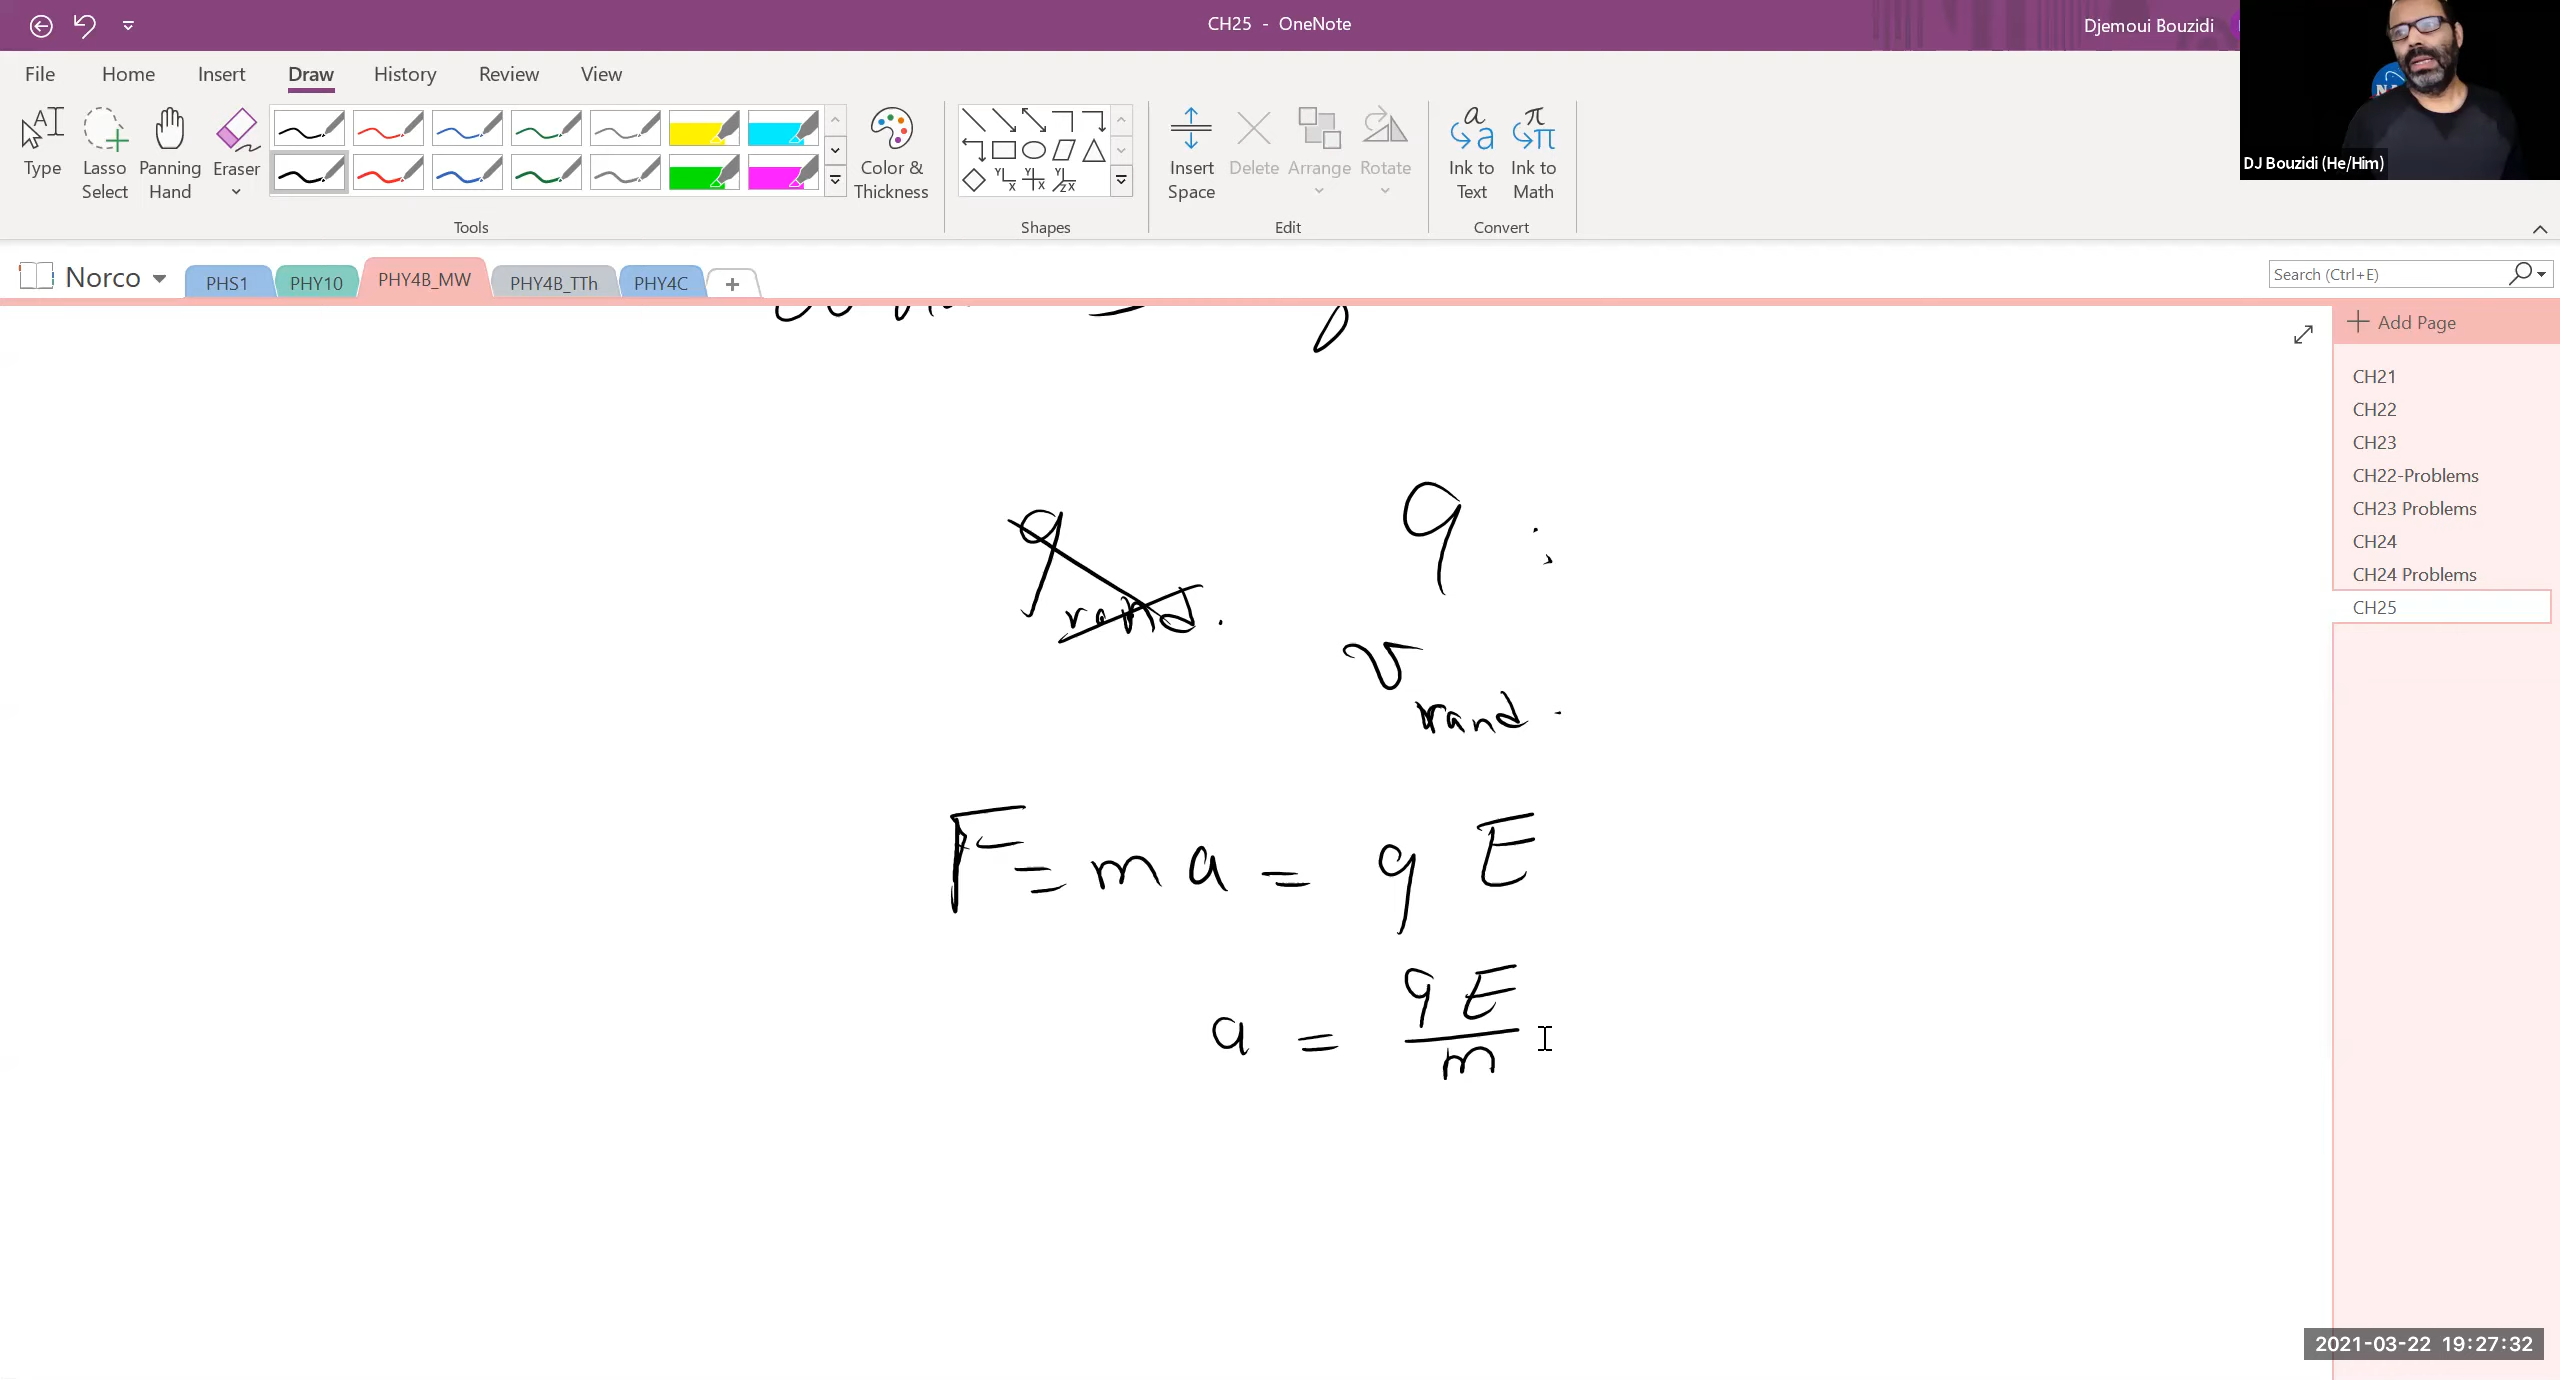 CH25 - OneNote
Djemoui Bouzidi
File Home Insert Draw History Review View
Type
Lasso Select
Panning Hand
Eraser
Color & Thickness
Insert Space
Delete
Arrange
Rotate
Ink to Text
Ink to Math
Tools
Shapes
Edit
Convert
DJ Bouzidi (He/Him)
Norco
PHS1 PHY10 PHY4B_MW PHY4B_TTh PHY4C
Search (Ctrl+E)
Add Page
CH21
CH22
CH23
CH22-Problems
CH23 Problems
CH24
CH24 Problems
CH25
q rand.
q :
v rand.
F = m a = q E
a = q E / m
2021-03-22 19:27:32